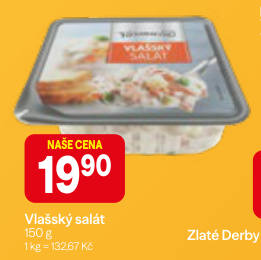 VLAŠSKÝ
SALÁT
NAŠE CENA
19⁹⁰
Vlašský salát
150 g
1 kg = 132,67 Kč
Zlaté Derby